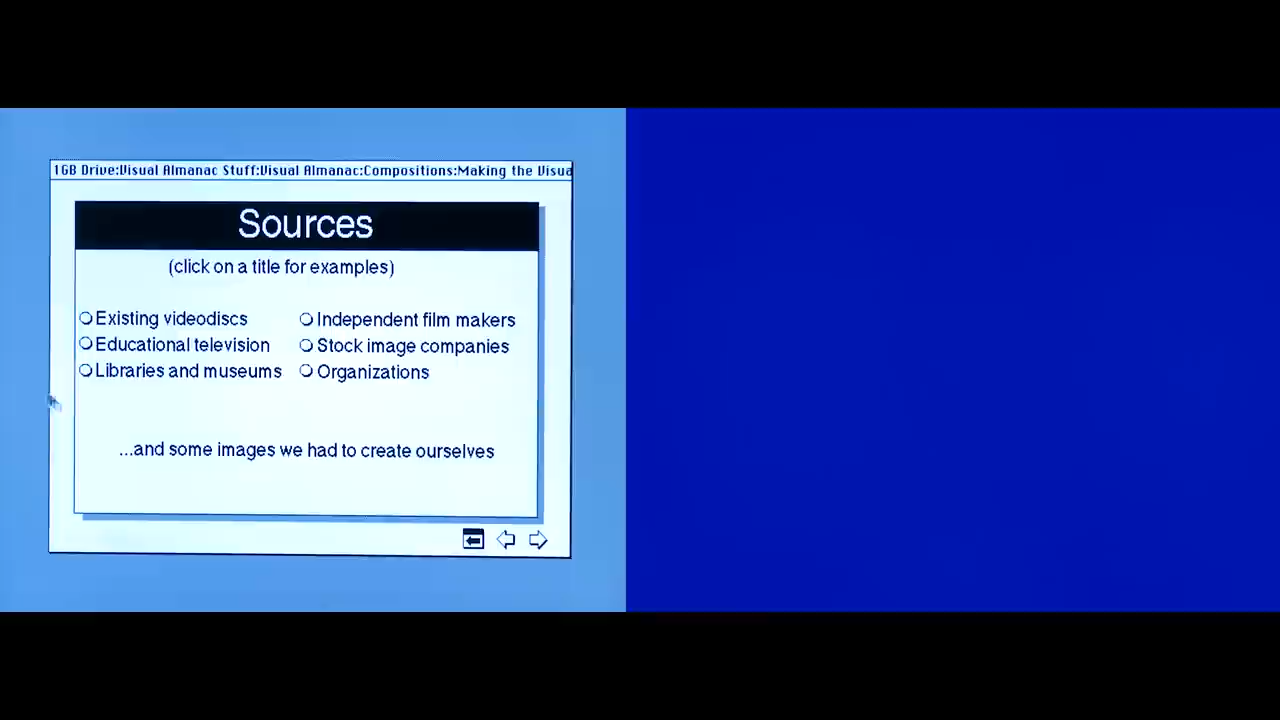 1GB Drive:Visual Almanac Stuff:Visual Almanac:Compositions:Making the Visua
Sources
(click on a title for examples)
Existing videodiscs
Independent film makers
Educational television
Stock image companies
Libraries and museums
Organizations
...and some images we had to create ourselves